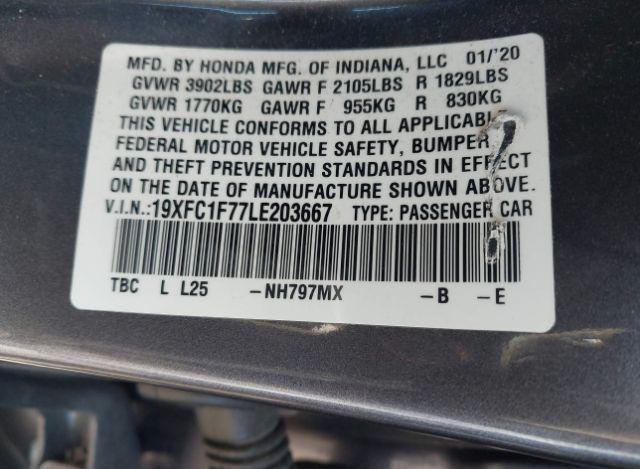 MFD. BY HONDA MFG. OF INDIANA, LLC 01/'20
GVWR 3902LBS GAWR F 2105LBS R 1829LBS
GVWR 1770KG GAWR F 955KG R 830KG
THIS VEHICLE CONFORMS TO ALL APPLICABLE
FEDERAL MOTOR VEHICLE SAFETY, BUMPER,
AND THEFT PREVENTION STANDARDS IN EFFECT
ON THE DATE OF MANUFACTURE SHOWN ABOVE.
V.I.N.:19XFC1F77LE203667 TYPE: PASSENGER CAR
TBC L L25 -NH797MX -B -E